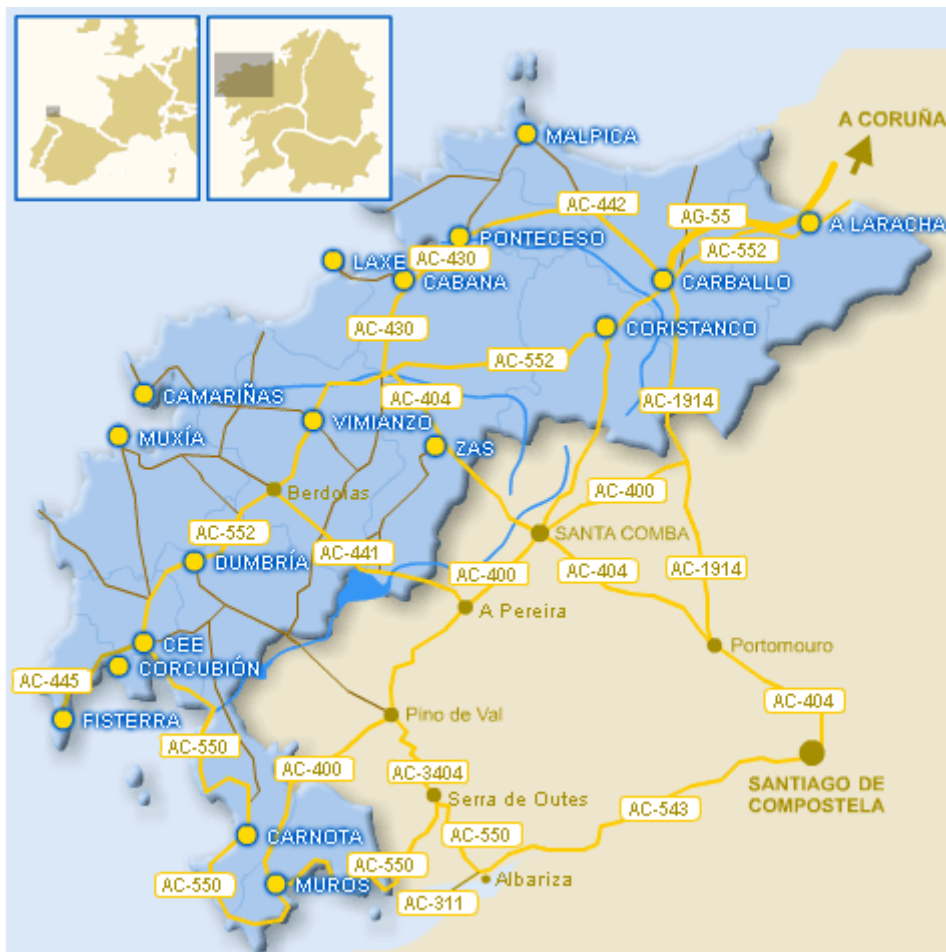 A CORUÑA
MALPICA
AC-442
AG-55
A LARACHA
PONTECESO
AC-552
LAXE
AC-430
CABANA
CARBALLO
AC-430
CORISTANCO
AC-552
CAMARIÑAS
AC-404
AC-1914
VIMIANZO
MUXÍA
ZAS
Berdoias
AC-400
AC-552
SANTA COMBA
AC-441
DUMBRÍA
AC-400
AC-404
AC-1914
A Pereira
CEE
Portomouro
CORCUBIÓN
AC-445
AC-404
FISTERRA
Pino de Val
AC-550
AC-400
AC-3404
SANTIAGO DE
COMPOSTELA
Serra de Outes
AC-543
CARNOTA
AC-550
AC-550
AC-550
MUROS
Albariza
AC-311